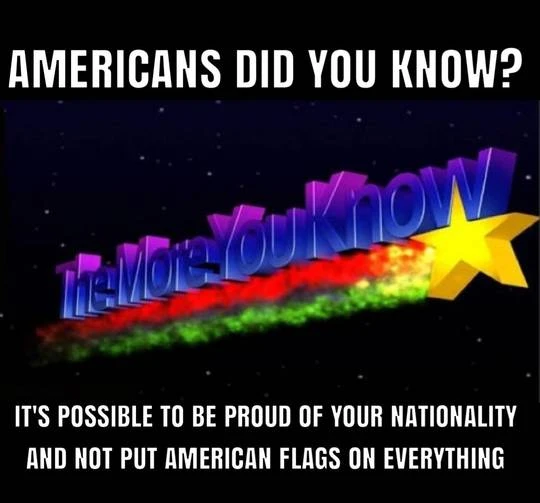 AMERICANS DID YOU KNOW?
The More You Know
IT'S POSSIBLE TO BE PROUD OF YOUR NATIONALITY
AND NOT PUT AMERICAN FLAGS ON EVERYTHING